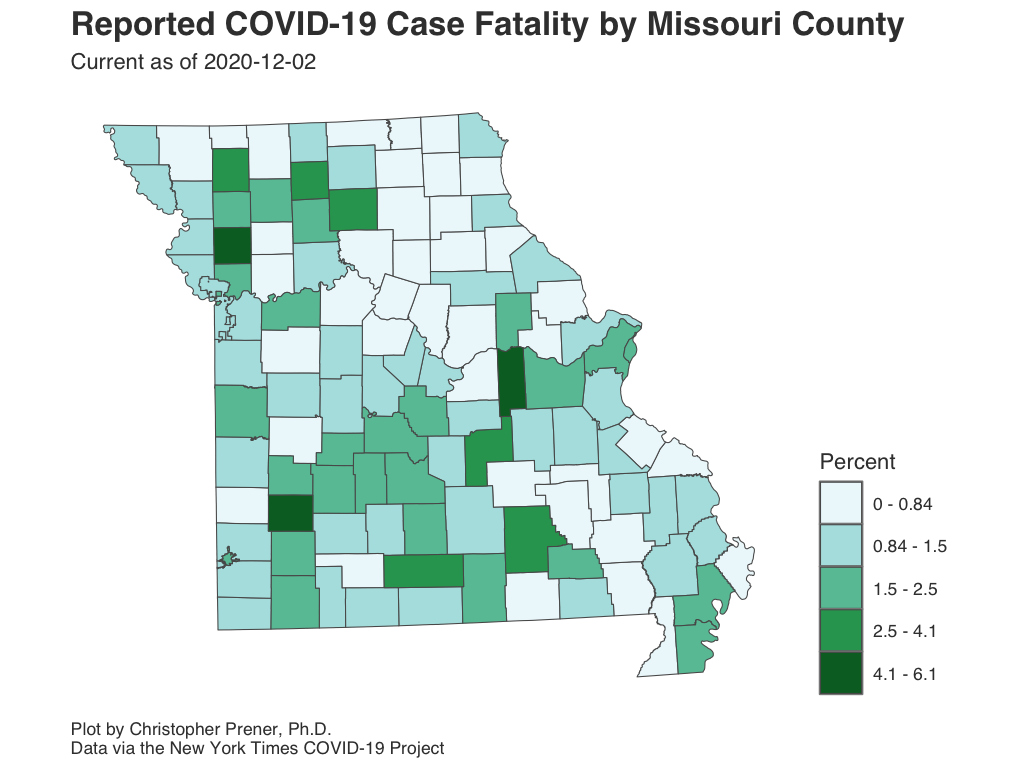 Reported COVID-19 Case Fatality by Missouri County
Current as of 2020-12-02
Percent
0 - 0.84
0.84 - 1.5
1.5 - 2.5
2.5 - 4.1
4.1 - 6.1
Plot by Christopher Prener, Ph.D.
Data via the New York Times COVID-19 Project